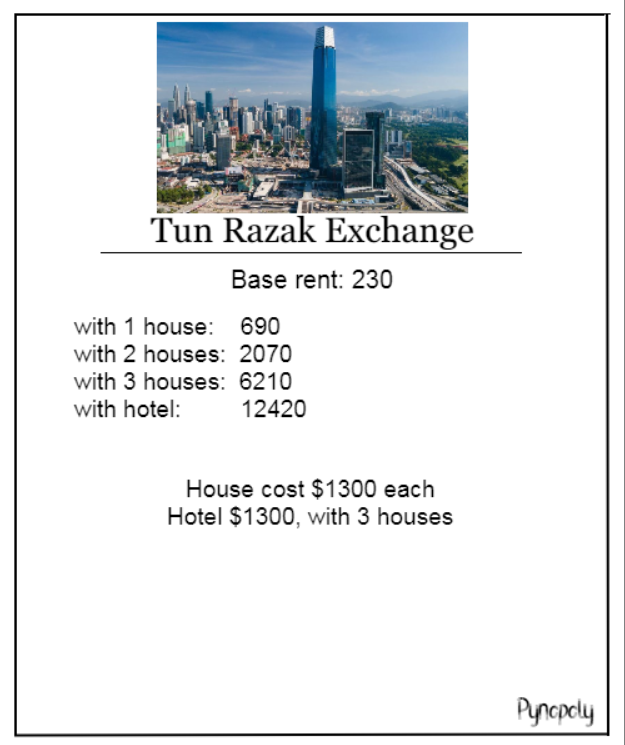 Tun Razak Exchange
Base rent: 230
with 1 house: 690
with 2 houses: 2070
with 3 houses: 6210
with hotel: 12420
House cost $1300 each
Hotel $1300, with 3 houses
Pynopoly